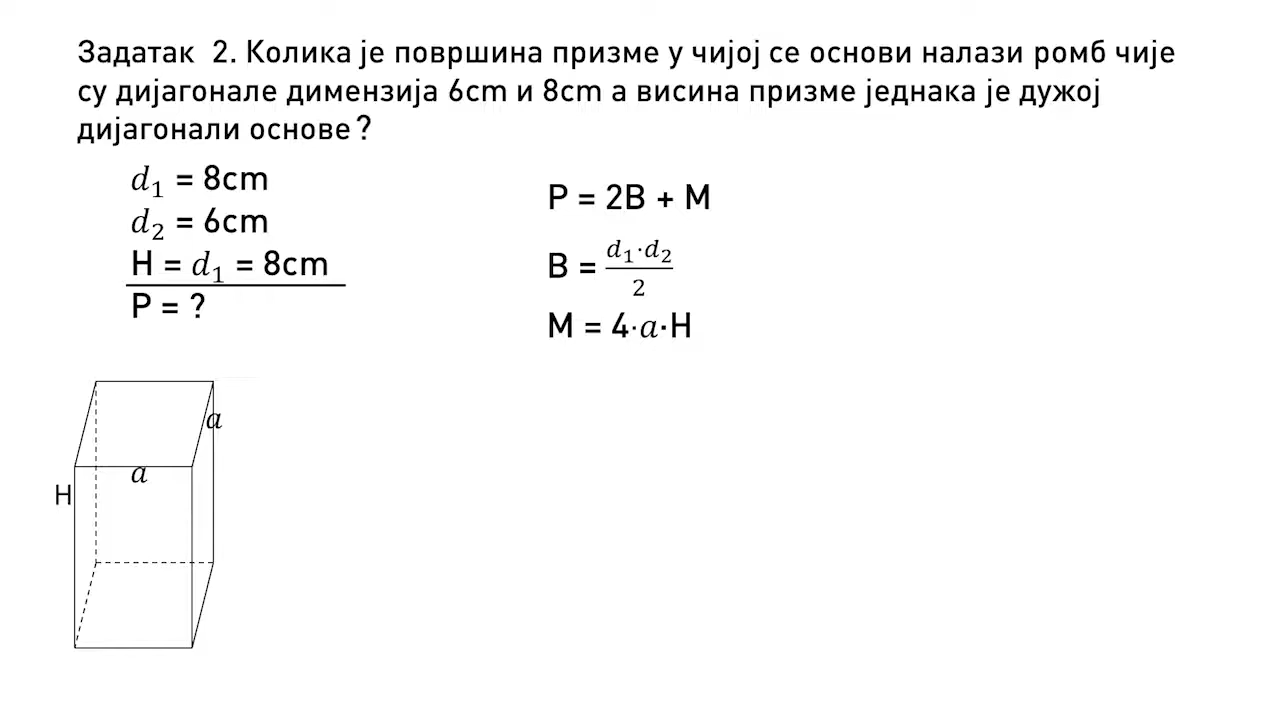 Задатак 2. Колика је површина призме у чијој се основи налази ромб чије
су дијагонале димензија 6cm и 8cm а висина призме једнака је дужој
дијагонали основе?
d₁ = 8cm
d₂ = 6cm
H = d₁ = 8cm
P = ?
P = 2B + M
B = d₁·d₂/2
M = 4·a·H
a
a
H